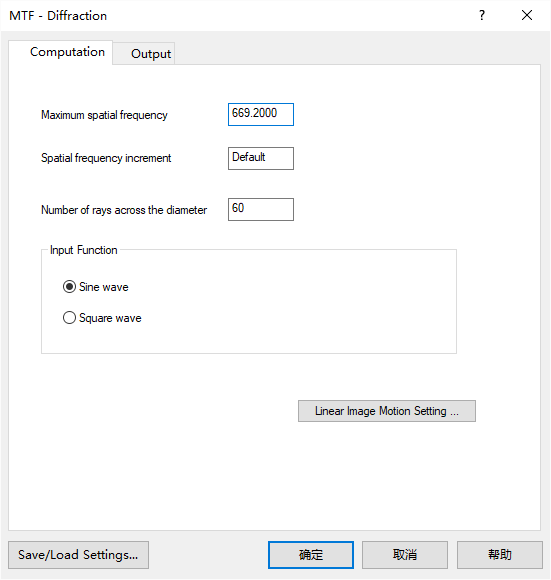 MTF - Diffraction
?
Computation
Output
Maximum spatial frequency
669.2000
Spatial frequency increment
Default
Number of rays across the diameter
60
Input Function
Sine wave
Square wave
Linear Image Motion Setting ...
Save/Load Settings...
确定
取消
帮助